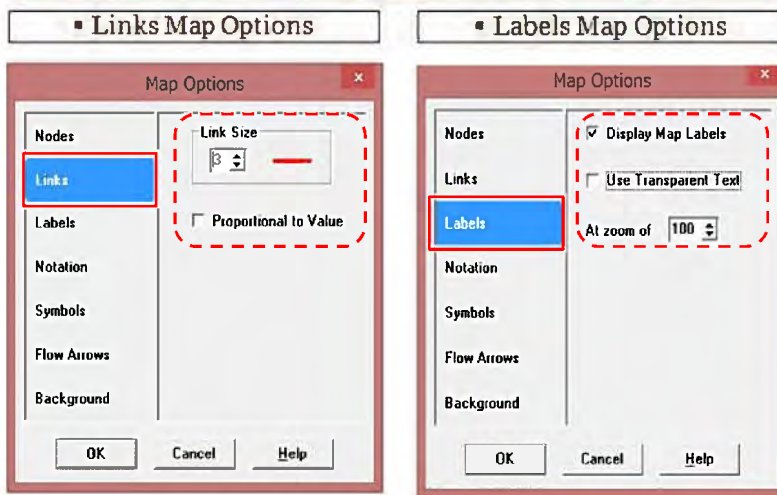 ▪ Links Map Options
Map Options
Nodes
Links
Labels
Notation
Symbols
Flow Arrows
Background
Link Size
3
Proportional to Value
OK
Cancel
Help
▪ Labels Map Options
Map Options
Nodes
Links
Labels
Notation
Symbols
Flow Arrows
Background
Display Map Labels
Use Transparent Text
At zoom of 100
OK
Cancel
Help